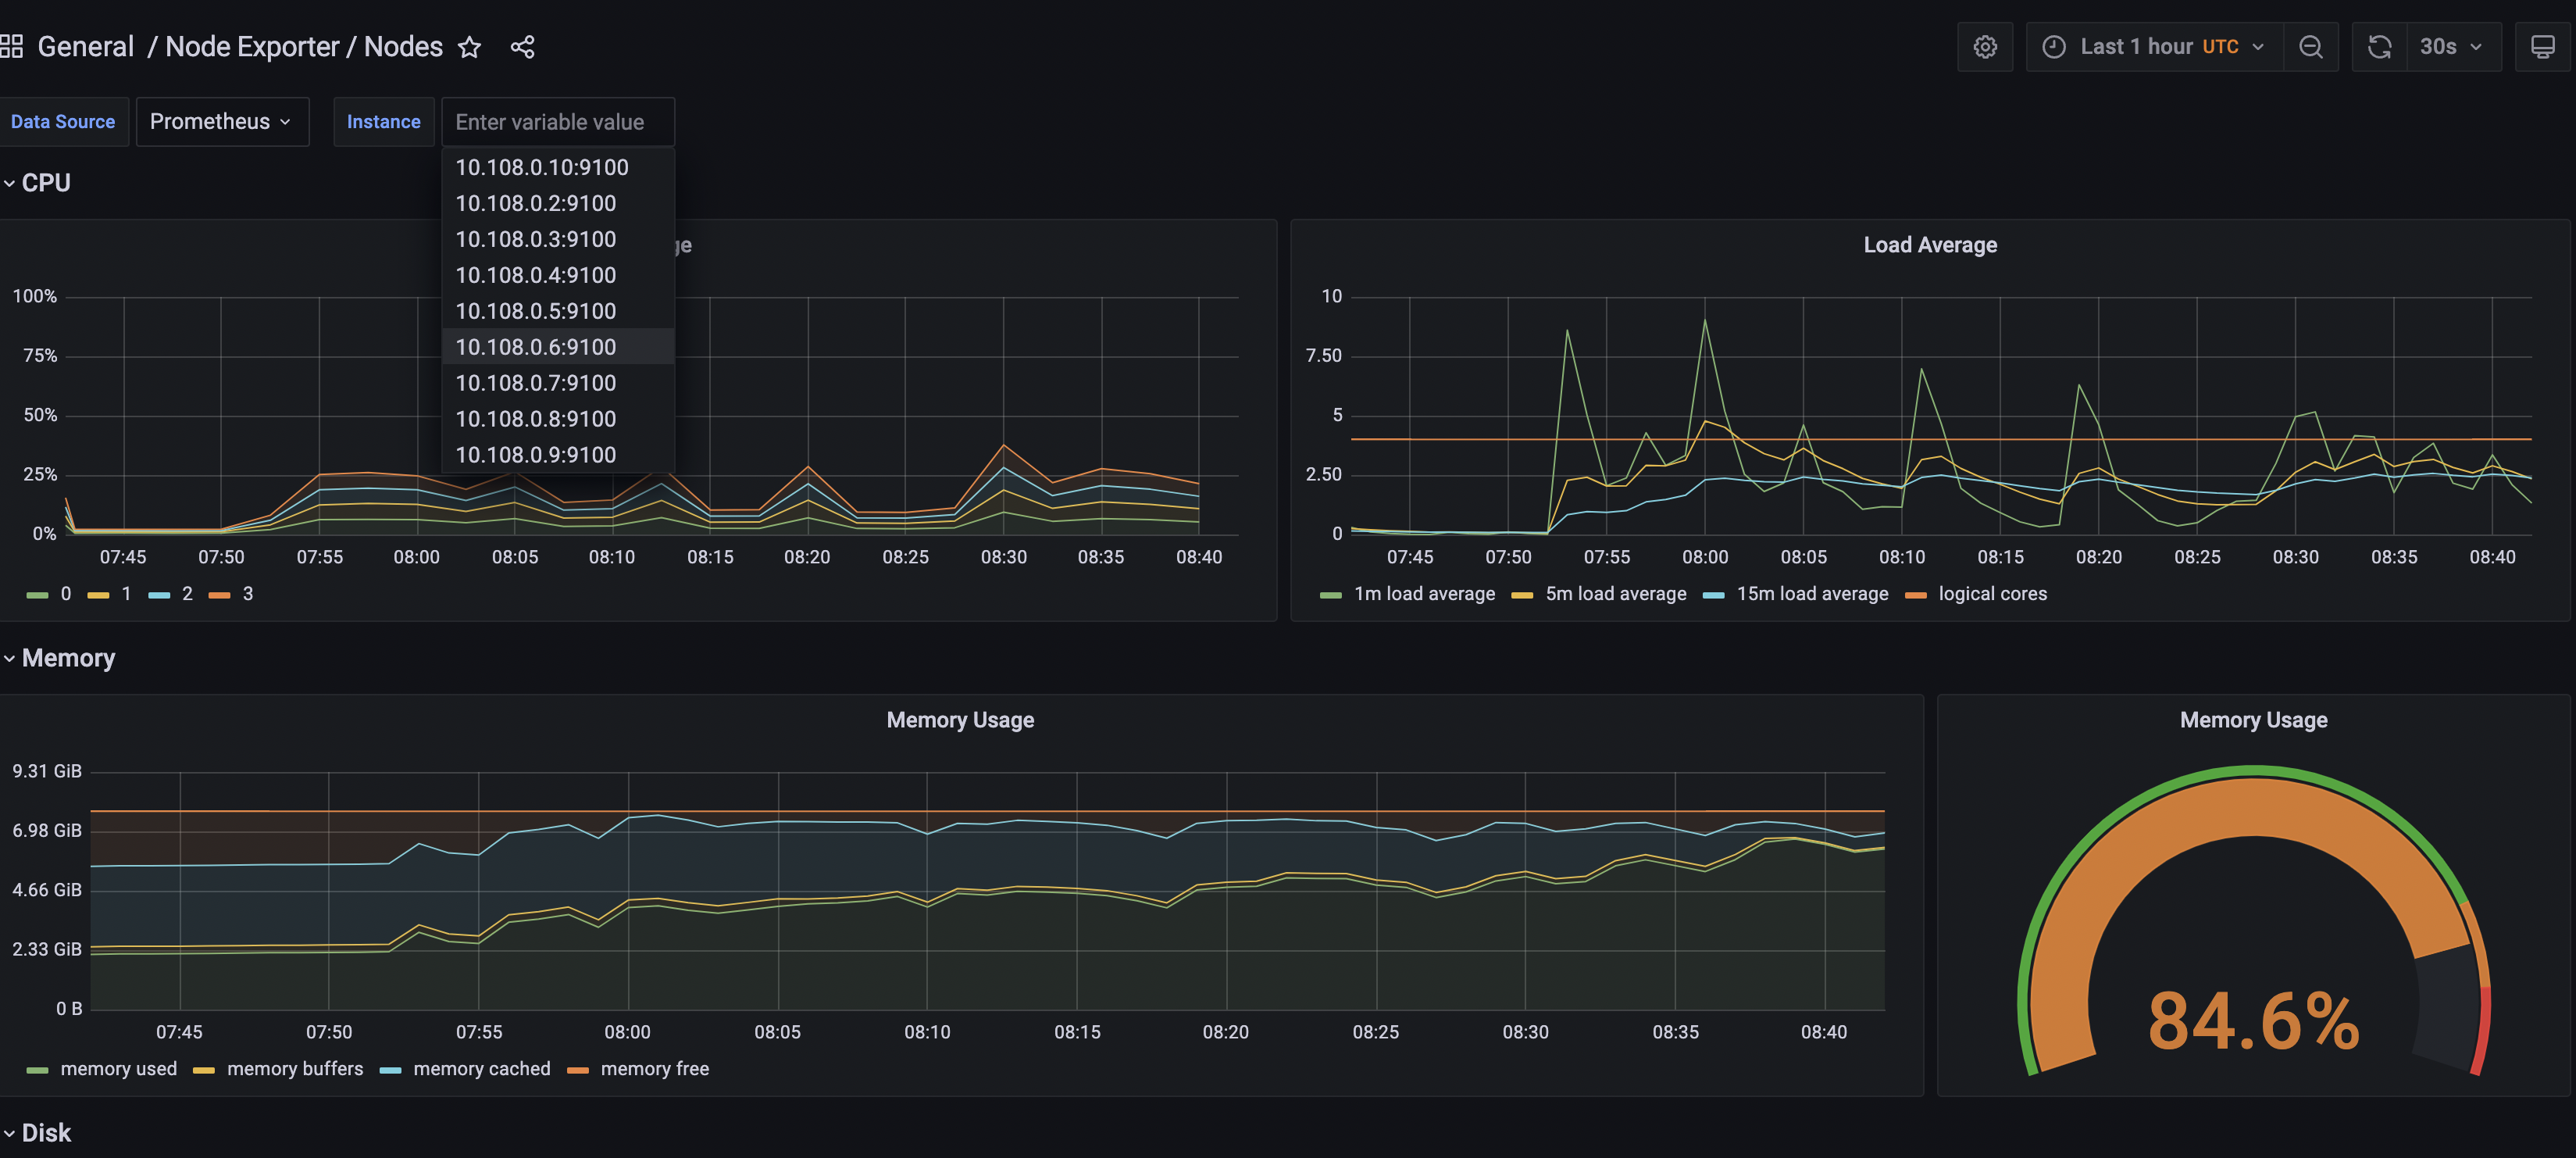 General / Node Exporter / Nodes
Last 1 hour UTC
30s
Data Source Prometheus
Instance Enter variable value
10.108.0.10:9100
10.108.0.2:9100
10.108.0.3:9100
10.108.0.4:9100
10.108.0.5:9100
10.108.0.6:9100
10.108.0.7:9100
10.108.0.8:9100
10.108.0.9:9100
CPU
ge
100%
75%
50%
25%
0%
07:45 07:50 07:55 08:00 08:05 08:10 08:15 08:20 08:25 08:30 08:35 08:40
0 1 2 3
Load Average
10
7.50
5
2.50
0
07:45 07:50 07:55 08:00 08:05 08:10 08:15 08:20 08:25 08:30 08:35 08:40
1m load average 5m load average 15m load average logical cores
Memory
Memory Usage
9.31 GiB
6.98 GiB
4.66 GiB
2.33 GiB
0 B
07:45 07:50 07:55 08:00 08:05 08:10 08:15 08:20 08:25 08:30 08:35 08:40
memory used memory buffers memory cached memory free
Memory Usage
84.6%
Disk